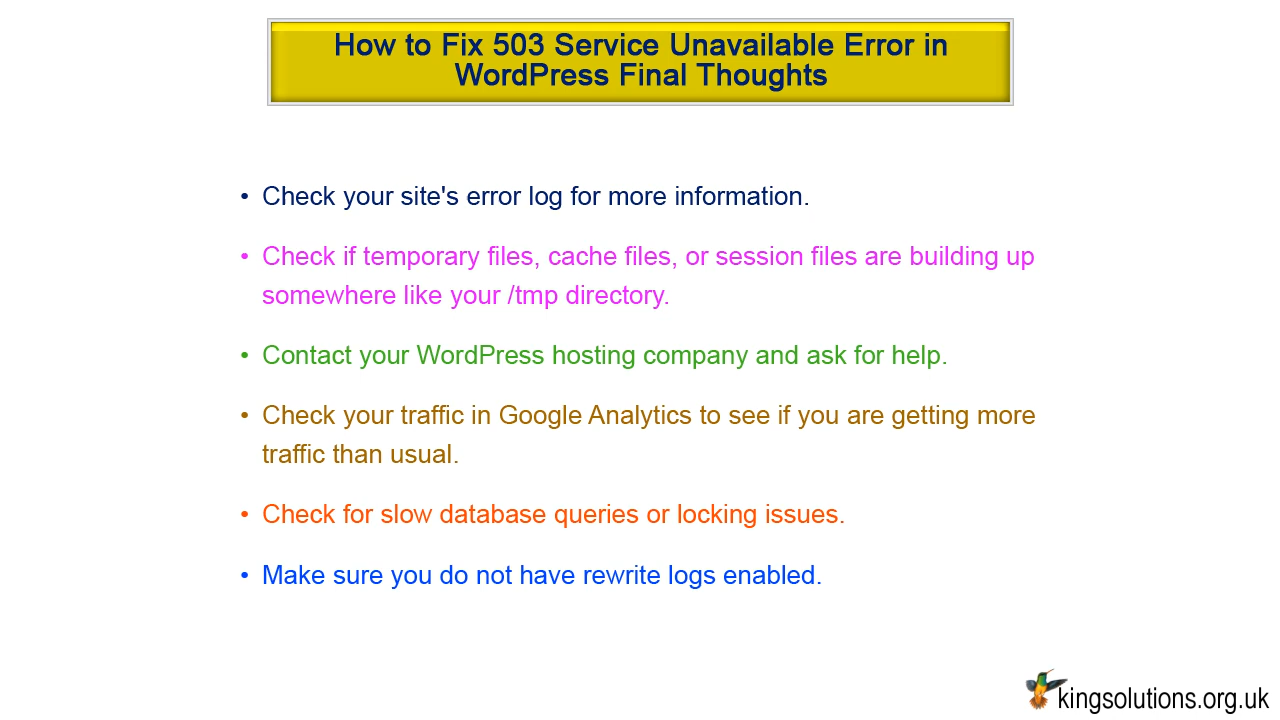 How to Fix 503 Service Unavailable Error in
WordPress Final Thoughts
• Check your site's error log for more information.
• Check if temporary files, cache files, or session files are building up
somewhere like your /tmp directory.
• Contact your WordPress hosting company and ask for help.
• Check your traffic in Google Analytics to see if you are getting more
traffic than usual.
• Check for slow database queries or locking issues.
• Make sure you do not have rewrite logs enabled.
kingsolutions.org.uk